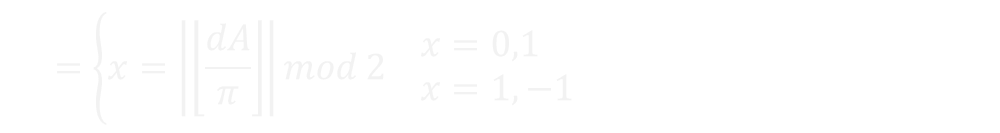 = {x = |⌊dA/π⌋| mod 2 x = 0,1
x = 1, −1